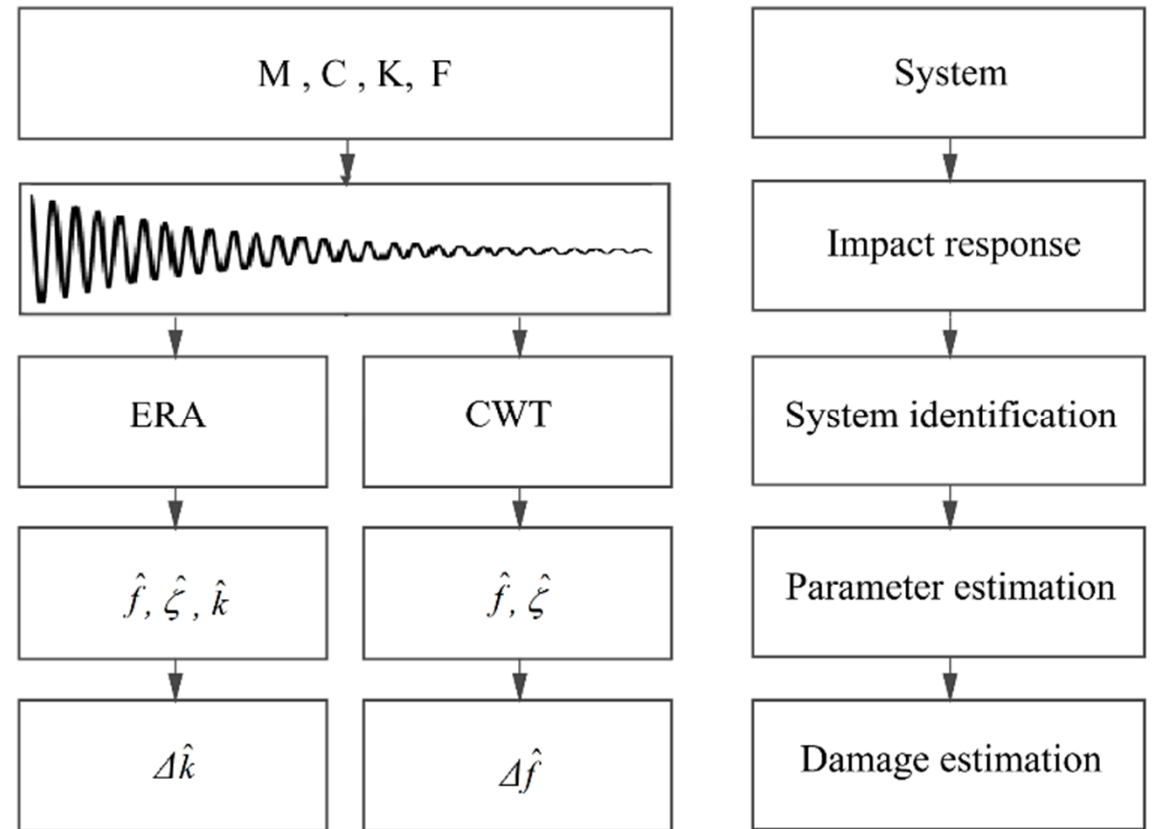 M , C , K, F
System
Impact response
ERA
CWT
System identification
f̂, ζ̂ , k̂
f̂, ζ̂
Parameter estimation
Δk̂
Δf̂
Damage estimation